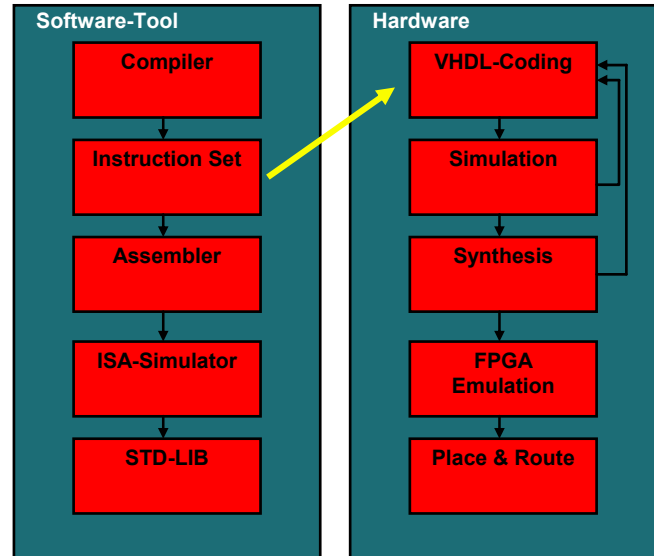 Software-Tool
Compiler
Instruction Set
Assembler
ISA-Simulator
STD-LIB
Hardware
VHDL-Coding
Simulation
Synthesis
FPGA
Emulation
Place & Route